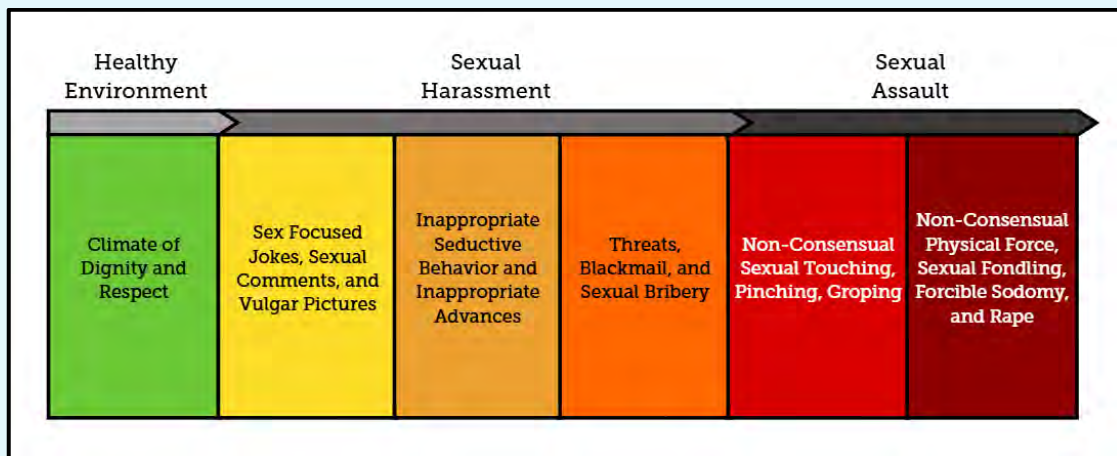 Healthy
Environment
Sexual
Harassment
Sexual
Assault
Climate of
Dignity and
Respect
Sex Focused
Jokes, Sexual
Comments, and
Vulgar Pictures
Inappropriate
Seductive
Behavior and
Inappropriate
Advances
Threats,
Blackmail, and
Sexual Bribery
Non-Consensual
Sexual Touching,
Pinching, Groping
Non-Consensual
Physical Force,
Sexual Fondling,
Forcible Sodomy,
and Rape